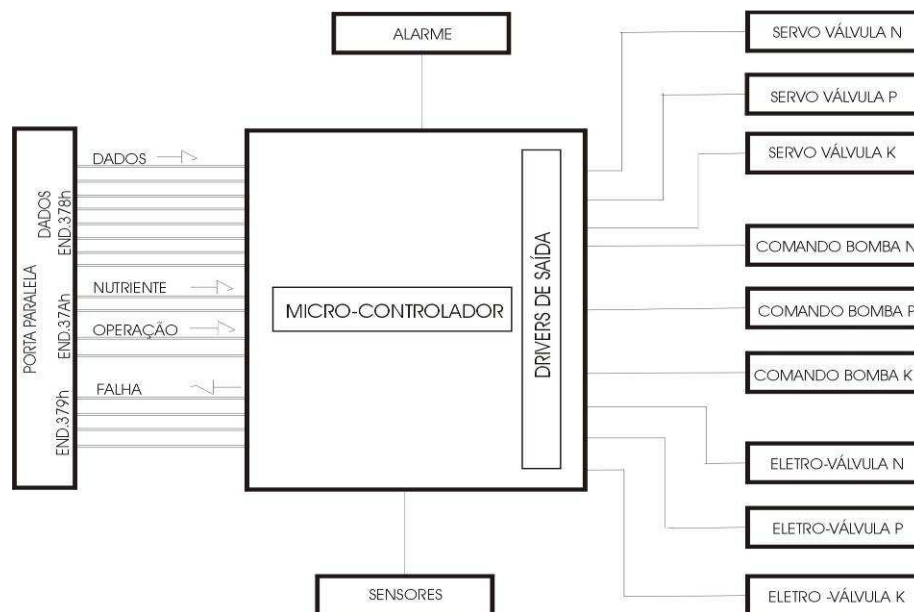 ALARME
SERVO VÁLVULA N
SERVO VÁLVULA P
SERVO VÁLVULA K
PORTA PARALELA
DADOS
END.378h
END.37Ah
END.379h
DADOS
NUTRIENTE
OPERAÇÃO
FALHA
MICRO-CONTROLADOR
DRIVERS DE SAÍDA
COMANDO BOMBA N
COMANDO BOMBA P
COMANDO BOMBA K
ELETRO-VÁLVULA N
ELETRO-VÁLVULA P
ELETRO -VÁLVULA K
SENSORES